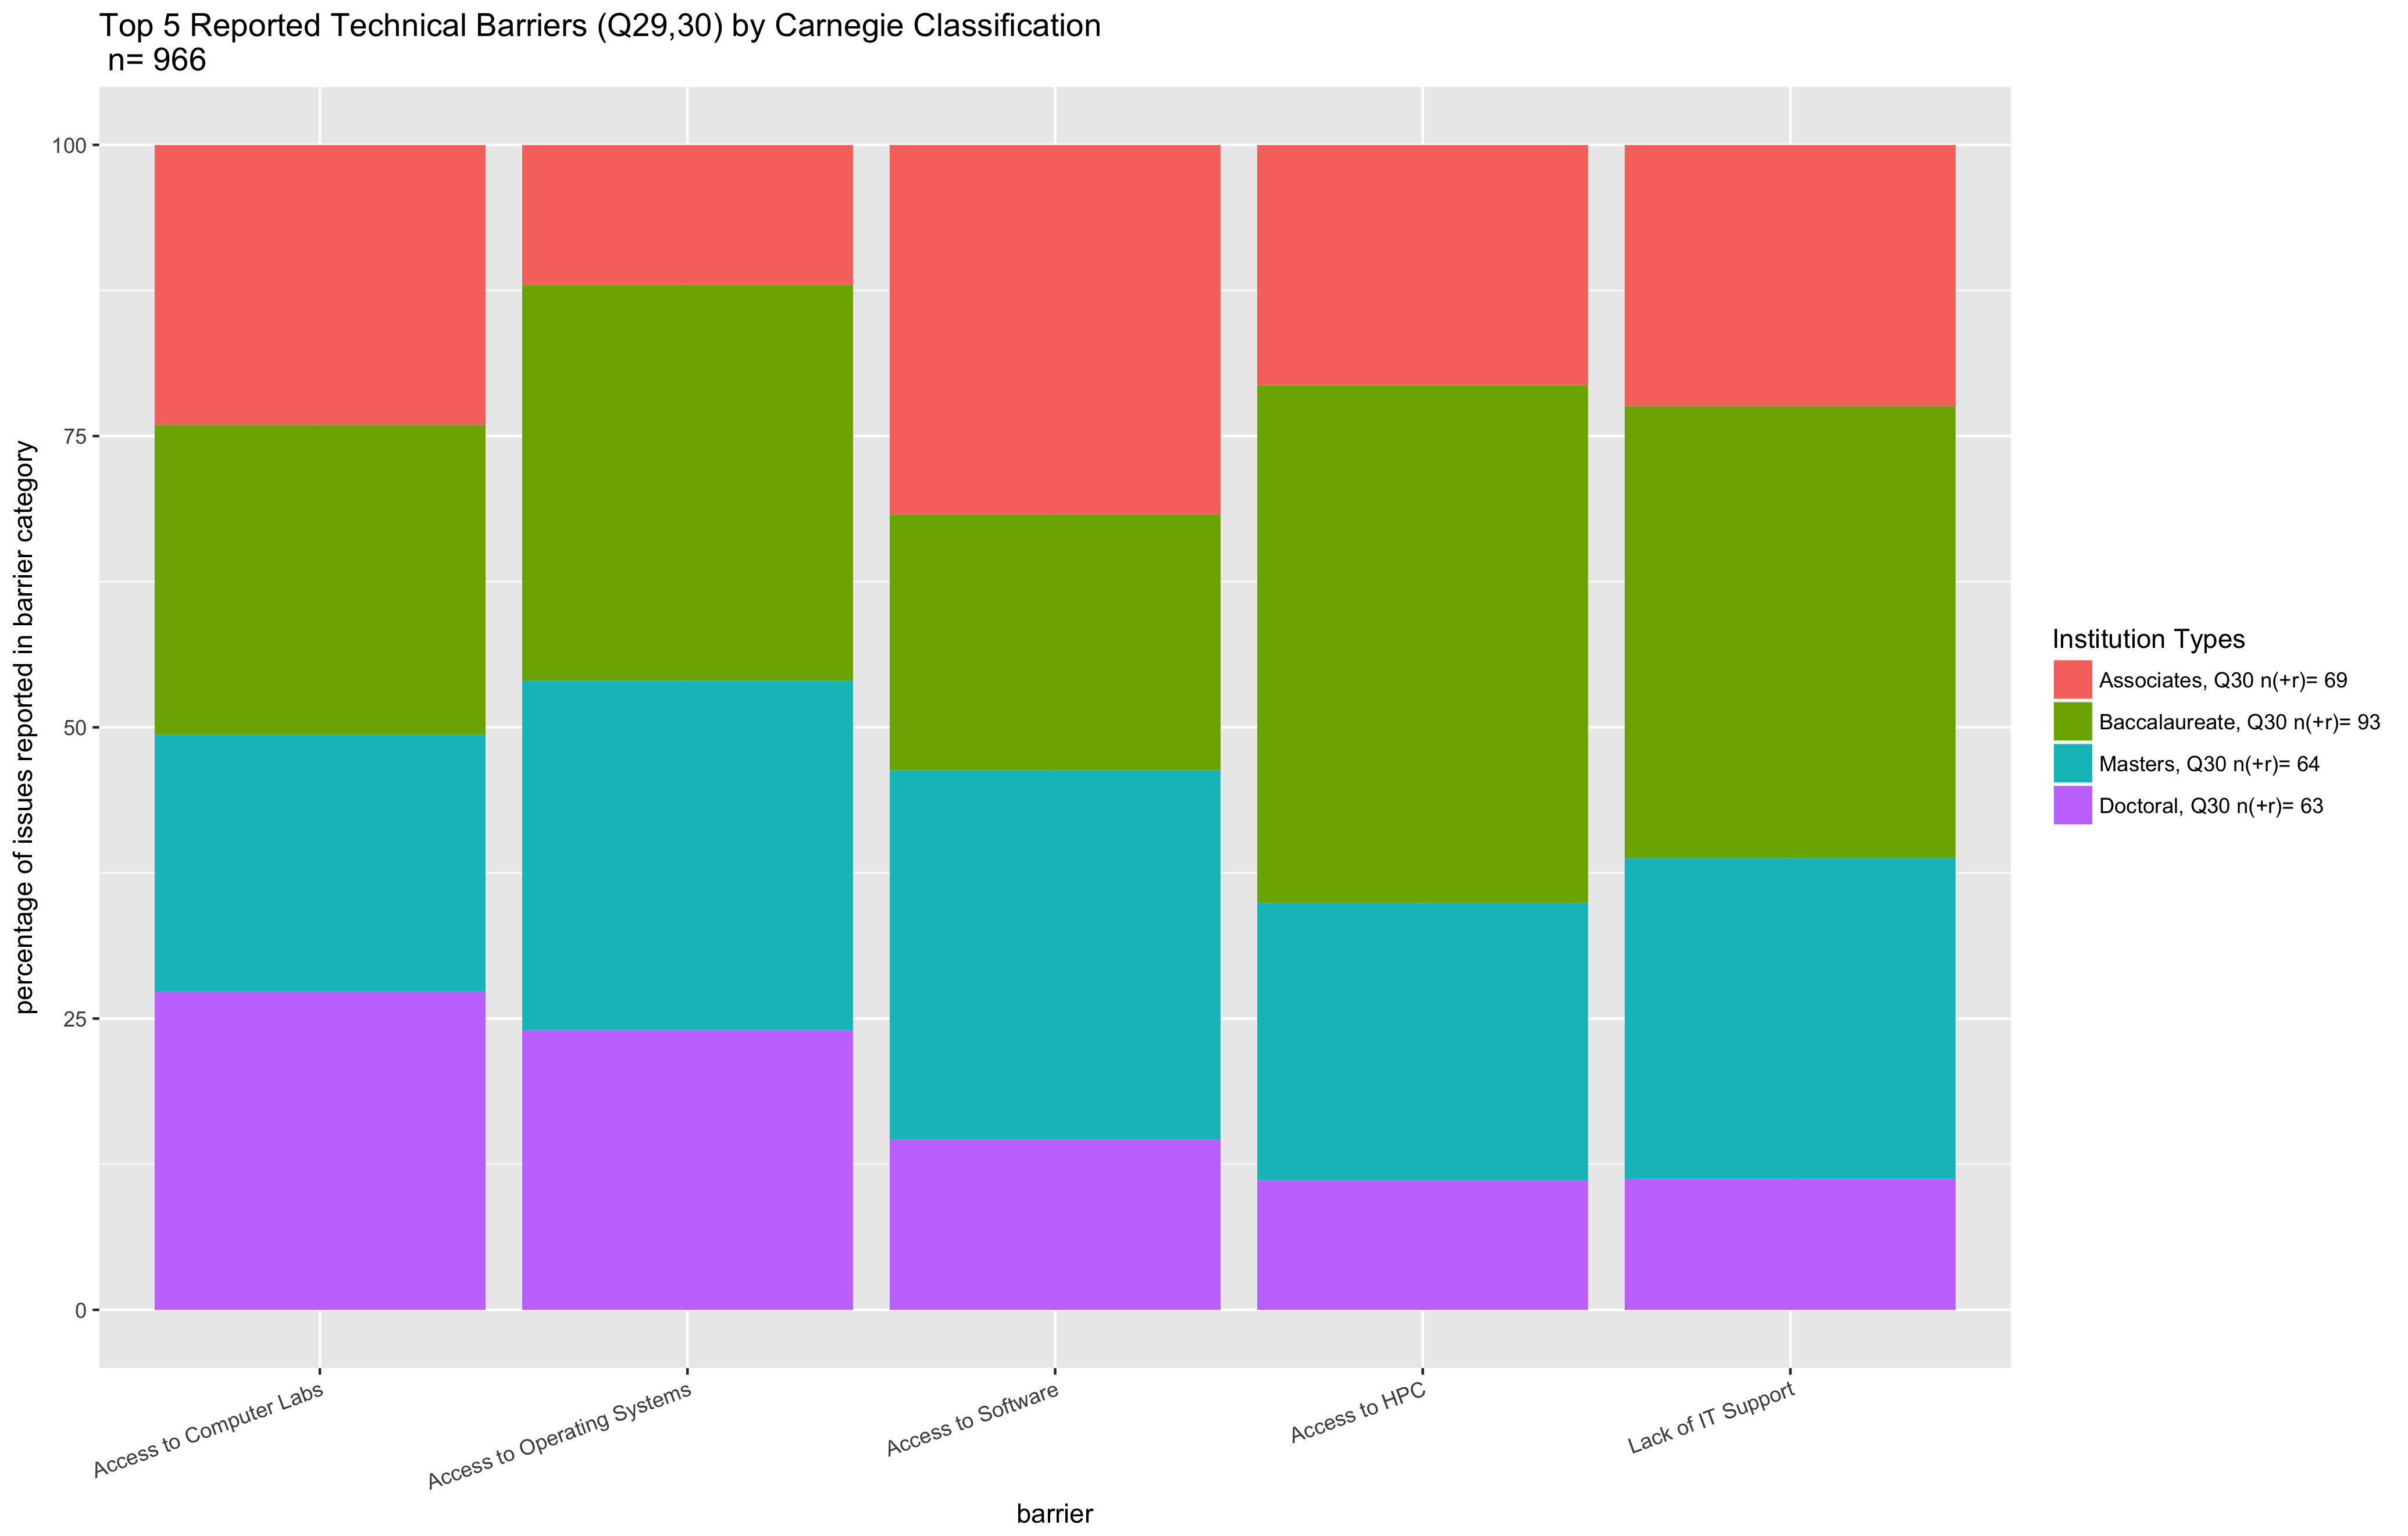 Top 5 Reported Technical Barriers (Q29,30) by Carnegie Classification
n= 966
percentage of issues reported in barrier category
100
75
50
25
0
Access to Computer Labs
Access to Operating Systems
Access to Software
Access to HPC
Lack of IT Support
barrier
Institution Types
Associates, Q30 n(+r)= 69
Baccalaureate, Q30 n(+r)= 93
Masters, Q30 n(+r)= 64
Doctoral, Q30 n(+r)= 63